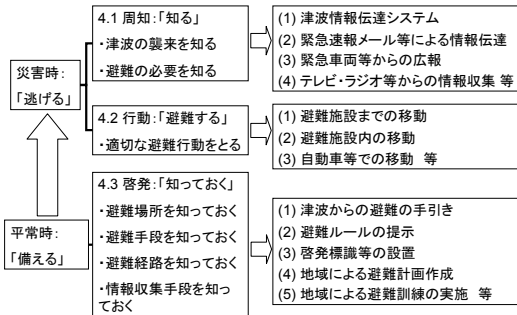 災害時:
「逃げる」
4.1 周知:「知る」
・津波の襲来を知る
・避難の必要を知る
(1) 津波情報伝達システム
(2) 緊急速報メール等による情報伝達
(3) 緊急車両等からの広報
(4) テレビ・ラジオ等からの情報収集 等
4.2 行動:「避難する」
・適切な避難行動をとる
(1) 避難施設までの移動
(2) 避難施設内の移動
(3) 自動車等での移動 等
平常時:
「備える」
4.3 啓発:「知っておく」
・避難場所を知っておく
・避難手段を知っておく
・避難経路を知っておく
・情報収集手段を知っ
ておく
(1) 津波からの避難の手引き
(2) 避難ルールの提示
(3) 啓発標識等の設置
(4) 地域による避難計画作成
(5) 地域による避難訓練の実施 等